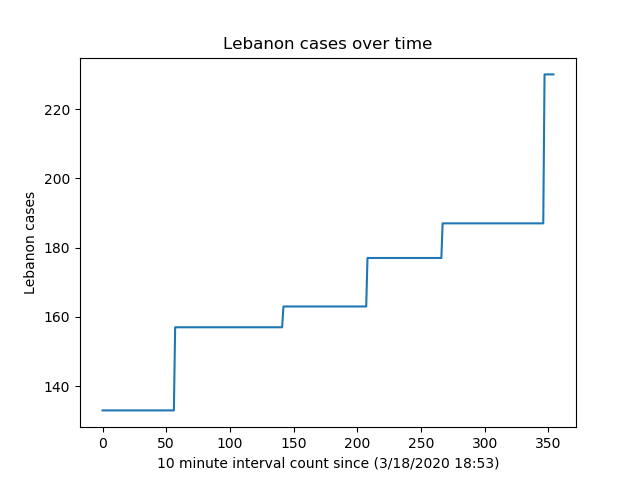 Lebanon cases over time
220
200
180
160
140
Lebanon cases
0 50 100 150 200 250 300 350
10 minute interval count since (3/18/2020 18:53)